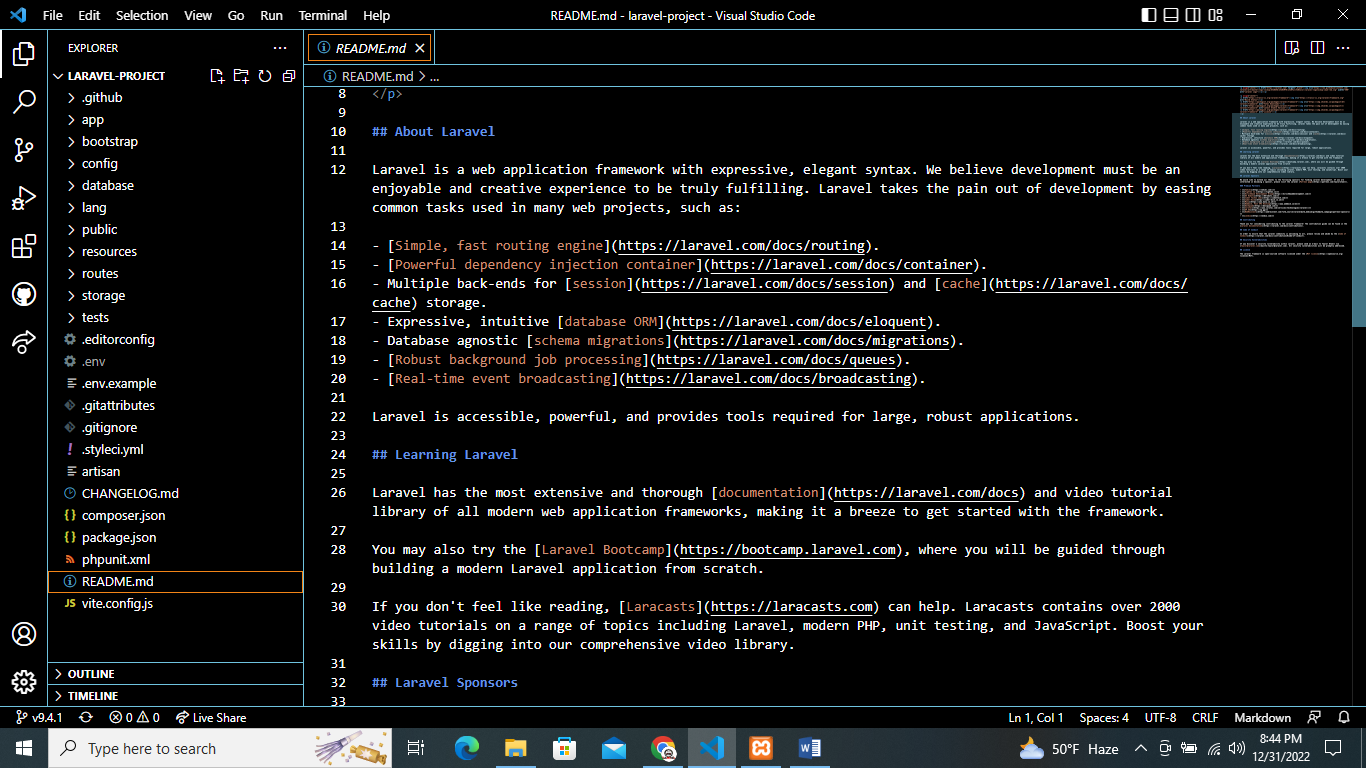 File Edit Selection View Go Run Terminal Help README.md - laravel-project - Visual Studio Code
EXPLORER
LARAVEL-PROJECT
.github
app
bootstrap
config
database
lang
public
resources
routes
storage
tests
.editorconfig
.env
.env.example
.gitattributes
.gitignore
! .styleci.yml
artisan
CHANGELOG.md
{} composer.json
{} package.json
phpunit.xml
README.md
JS vite.config.js
OUTLINE
TIMELINE
README.md
README.md > ...
8 </p>
9
10 ## About Laravel
11
12 Laravel is a web application framework with expressive, elegant syntax. We believe development must be an
enjoyable and creative experience to be truly fulfilling. Laravel takes the pain out of development by easing
common tasks used in many web projects, such as:
13
14 - [Simple, fast routing engine](https://laravel.com/docs/routing).
15 - [Powerful dependency injection container](https://laravel.com/docs/container).
16 - Multiple back-ends for [session](https://laravel.com/docs/session) and [cache](https://laravel.com/docs/
cache) storage.
17 - Expressive, intuitive [database ORM](https://laravel.com/docs/eloquent).
18 - Database agnostic [schema migrations](https://laravel.com/docs/migrations).
19 - [Robust background job processing](https://laravel.com/docs/queues).
20 - [Real-time event broadcasting](https://laravel.com/docs/broadcasting).
21
22 Laravel is accessible, powerful, and provides tools required for large, robust applications.
23
24 ## Learning Laravel
25
26 Laravel has the most extensive and thorough [documentation](https://laravel.com/docs) and video tutorial
library of all modern web application frameworks, making it a breeze to get started with the framework.
27
28 You may also try the [Laravel Bootcamp](https://bootcamp.laravel.com), where you will be guided through
building a modern Laravel application from scratch.
29
30 If you don't feel like reading, [Laracasts](https://laracasts.com) can help. Laracasts contains over 2000
video tutorials on a range of topics including Laravel, modern PHP, unit testing, and JavaScript. Boost your
skills by digging into our comprehensive video library.
31
32 ## Laravel Sponsors
33
v9.4.1 0 0 Live Share Ln 1, Col 1 Spaces: 4 UTF-8 CRLF Markdown
Type here to search 50°F Haze 8:44 PM
12/31/2022